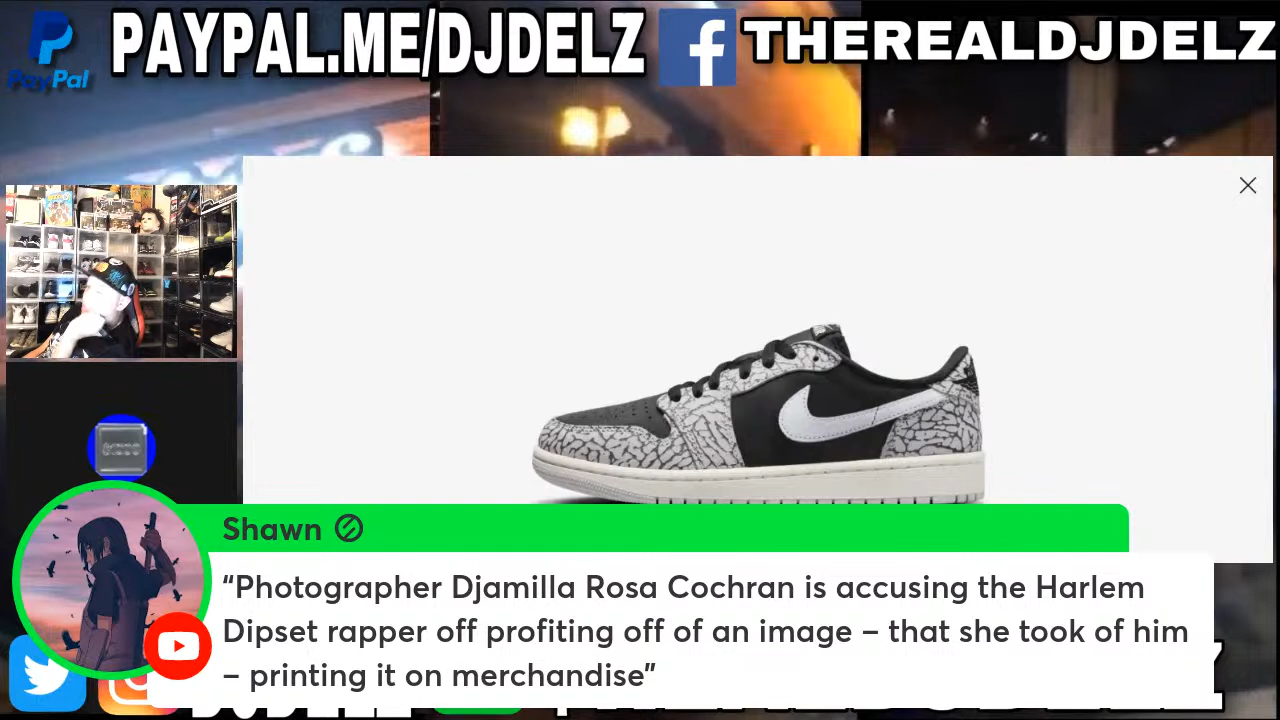 PAYPAL.ME/DJDELZ
THEREALDJDELZ
PayPal
Shawn
“Photographer Djamilla Rosa Cochran is accusing the Harlem
Dipset rapper off profiting off of an image – that she took of him
– printing it on merchandise”